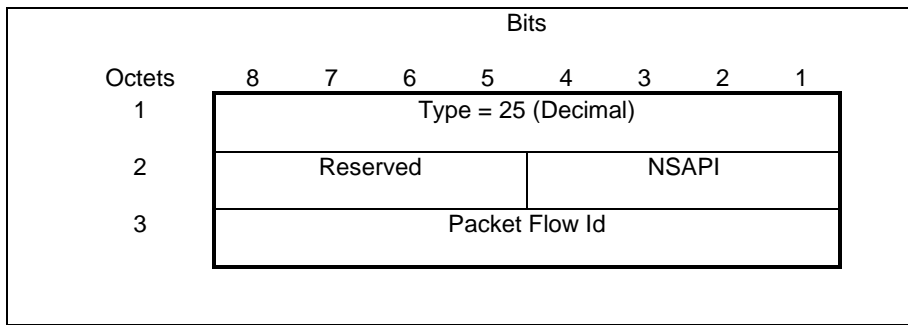 Bits
Octets 8 7 6 5 4 3 2 1
1 Type = 25 (Decimal)
2 Reserved NSAPI
3 Packet Flow Id